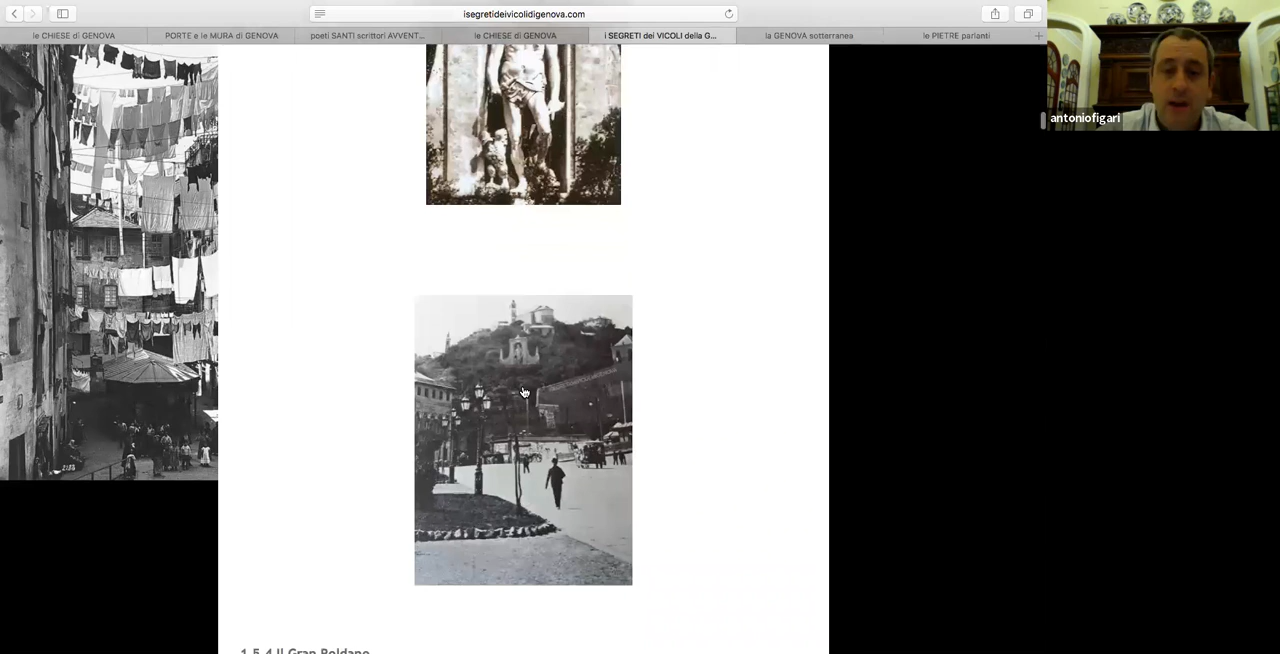 isegretideivicolidigenova.com
le CHIESE di GENOVA
PORTE e le MURA di GENOVA
poeti SANTI scrittori AVVENT...
le CHIESE di GENOVA
i SEGRETI dei VICOLI della G...
la GENOVA sotterranea
le PIETRE parlanti
antoniofigari
1.5.4 Il Gran Roldano